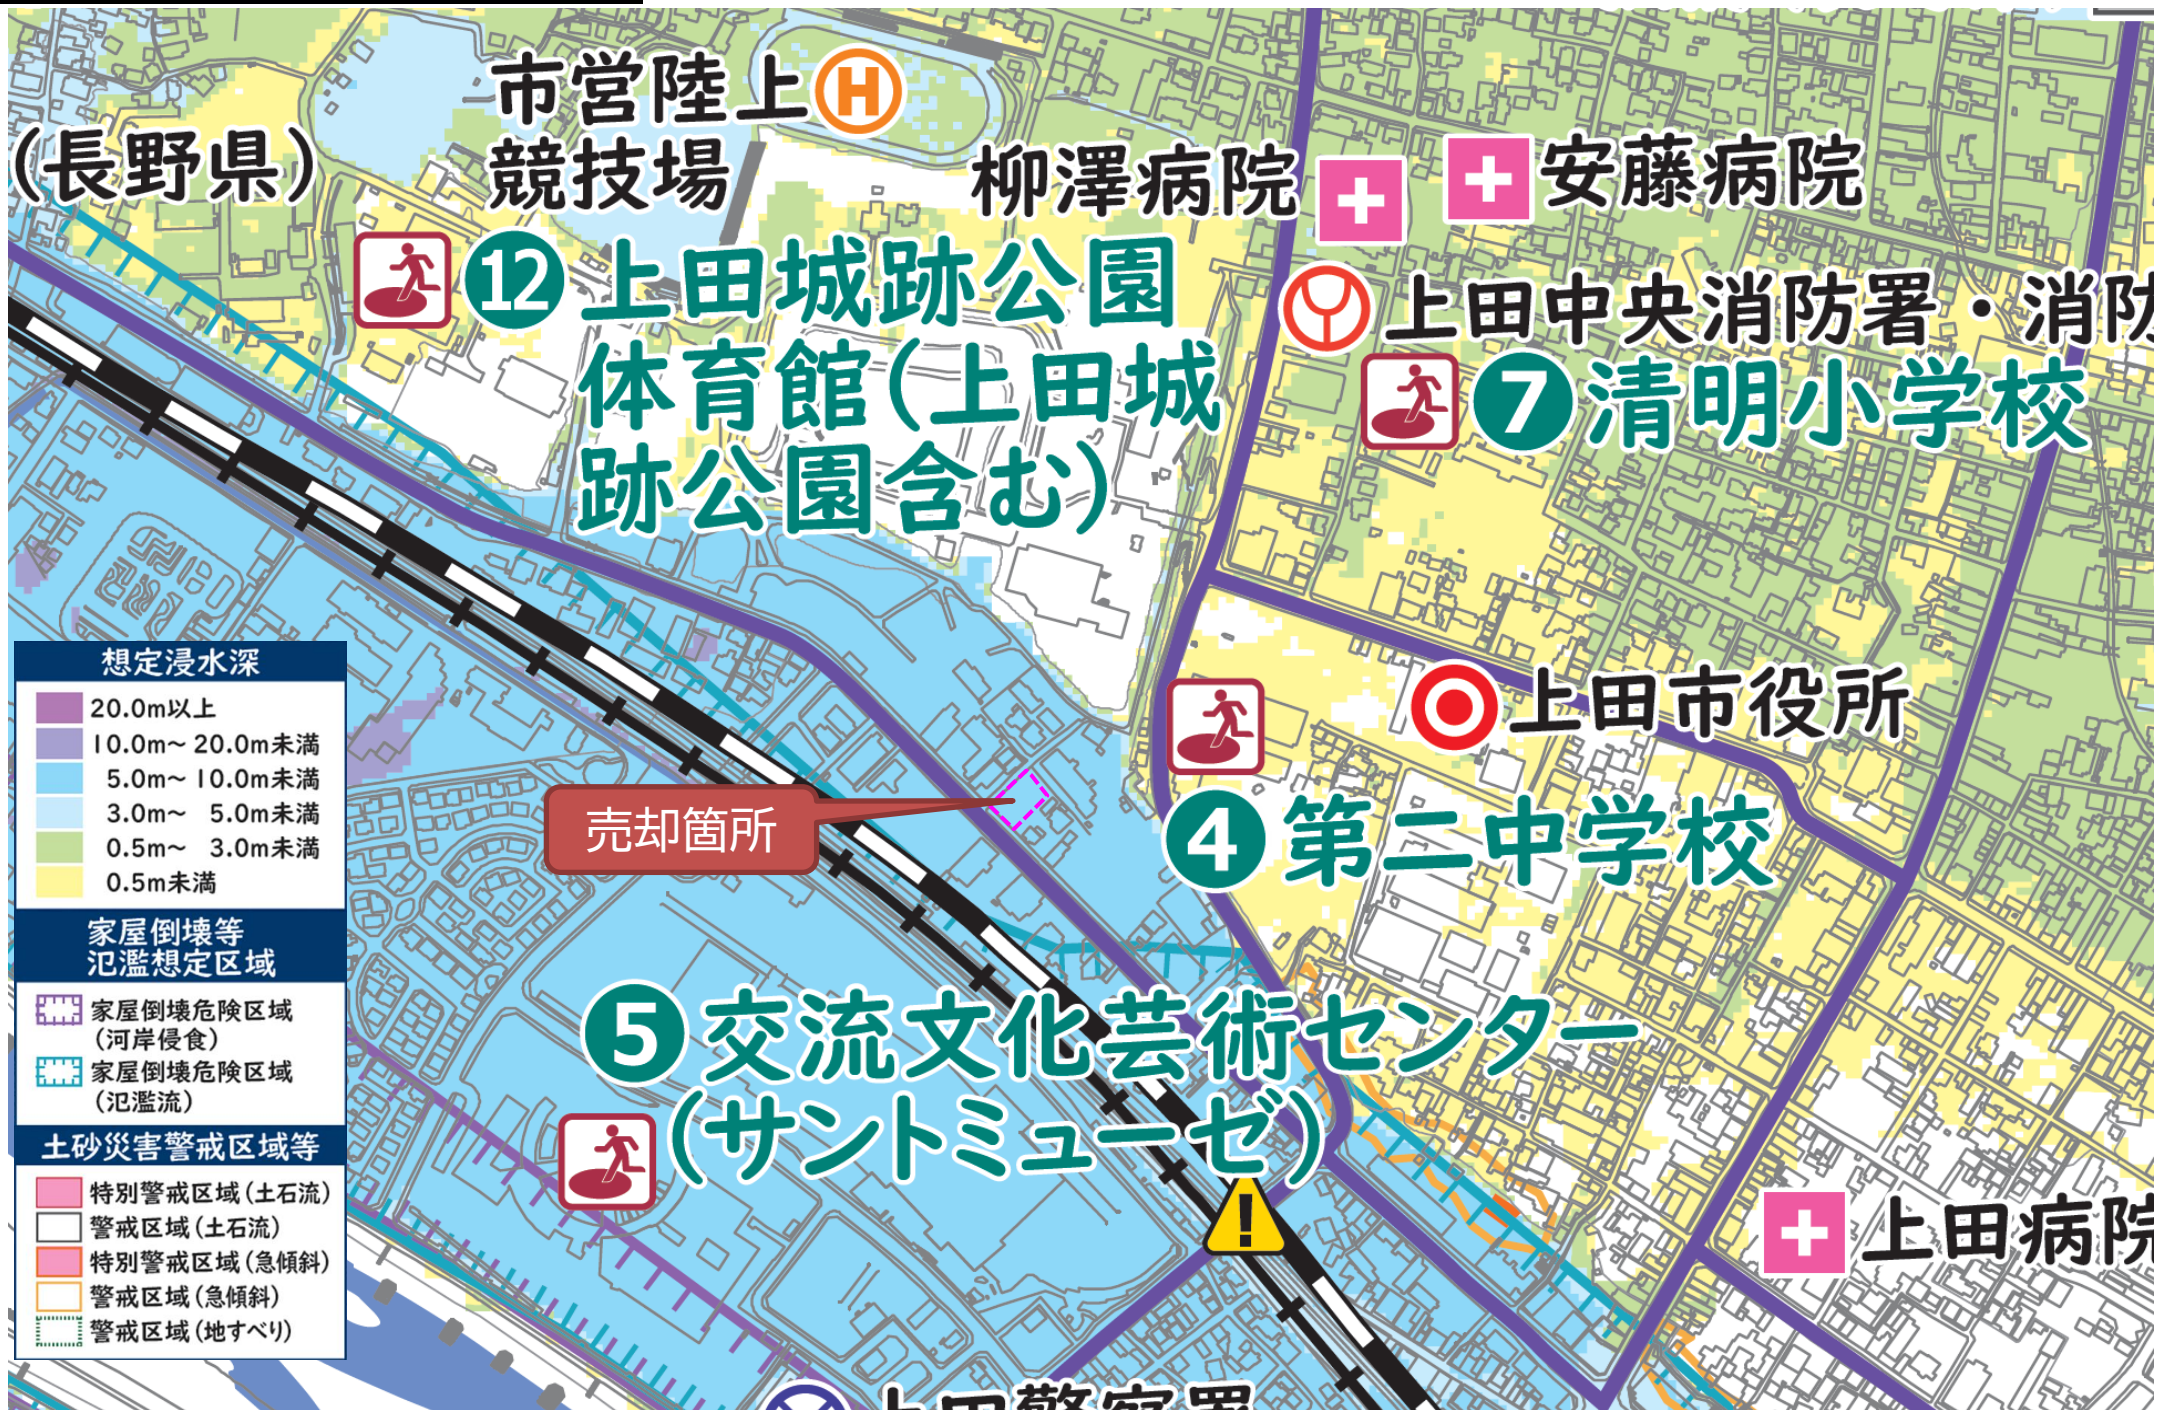 市営陸上
競技場
(長野県)
柳澤病院
安藤病院
12 上田城跡公園
体育館(上田城
跡公園含む)
上田中央消防署・消防
7 清明小学校
上田市役所
4 第二中学校
売却箇所
5 交流文化芸術センター
(サントミューゼ)
上田病院
上田警察署
想定浸水深
20.0m以上
10.0m~20.0m未満
5.0m~10.0m未満
3.0m~ 5.0m未満
0.5m~ 3.0m未満
0.5m未満
家屋倒壊等
氾濫想定区域
家屋倒壊危険区域
(河岸侵食)
家屋倒壊危険区域
(氾濫流)
土砂災害警戒区域等
特別警戒区域(土石流)
警戒区域(土石流)
特別警戒区域(急傾斜)
警戒区域(急傾斜)
警戒区域(地すべり)